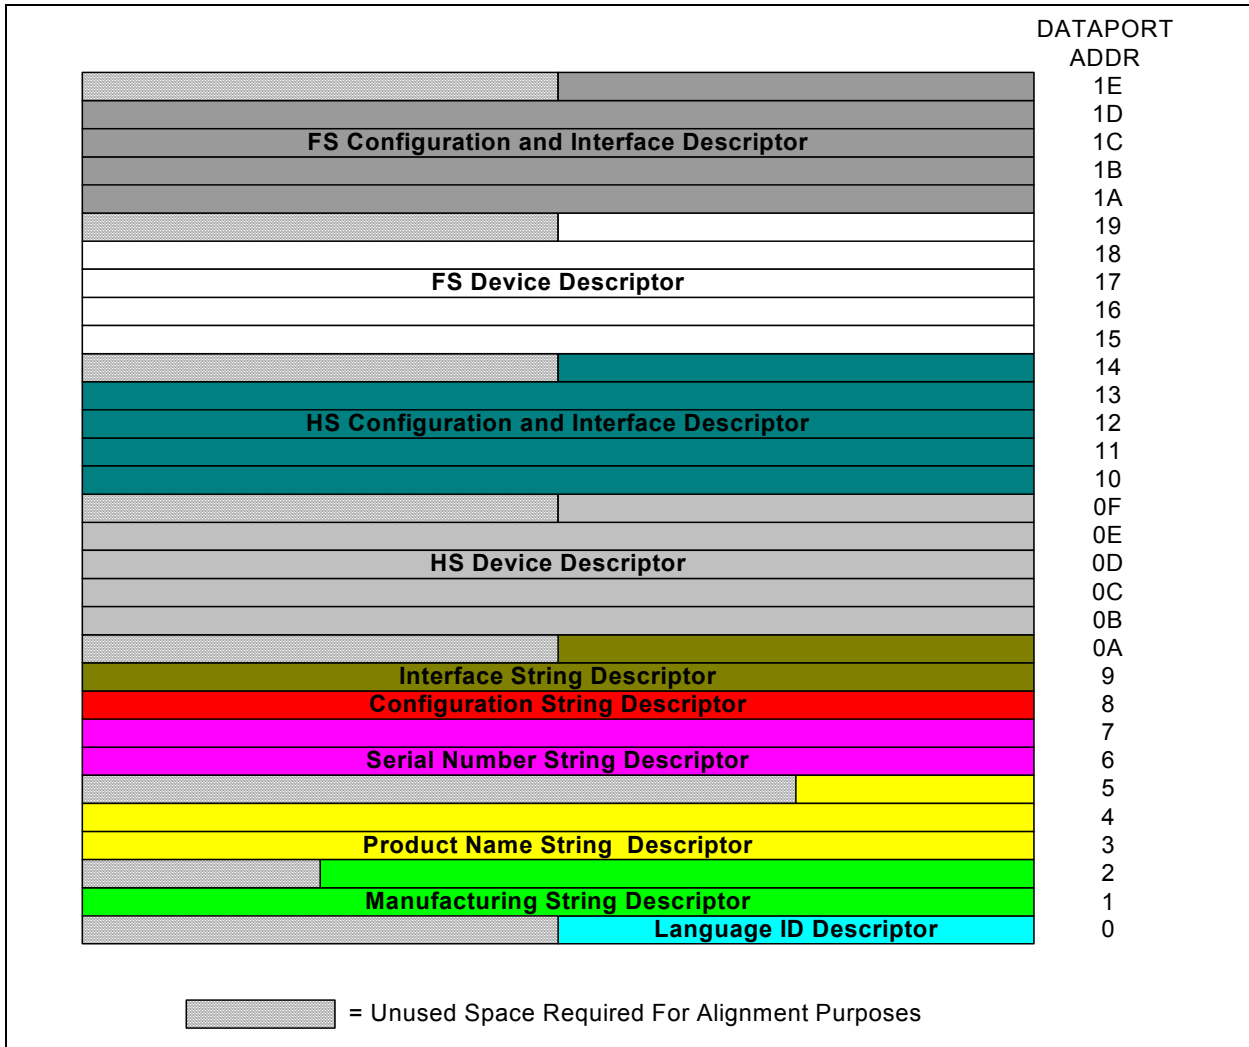 DATAPORT
ADDR
1E
1D
FS Configuration and Interface Descriptor 1C
1B
1A
19
18
FS Device Descriptor 17
16
15
14
13
HS Configuration and Interface Descriptor 12
11
10
0F
0E
HS Device Descriptor 0D
0C
0B
0A
Interface String Descriptor 9
Configuration String Descriptor 8
7
Serial Number String Descriptor 6
5
4
Product Name String Descriptor 3
2
Manufacturing String Descriptor 1
Language ID Descriptor 0
= Unused Space Required For Alignment Purposes